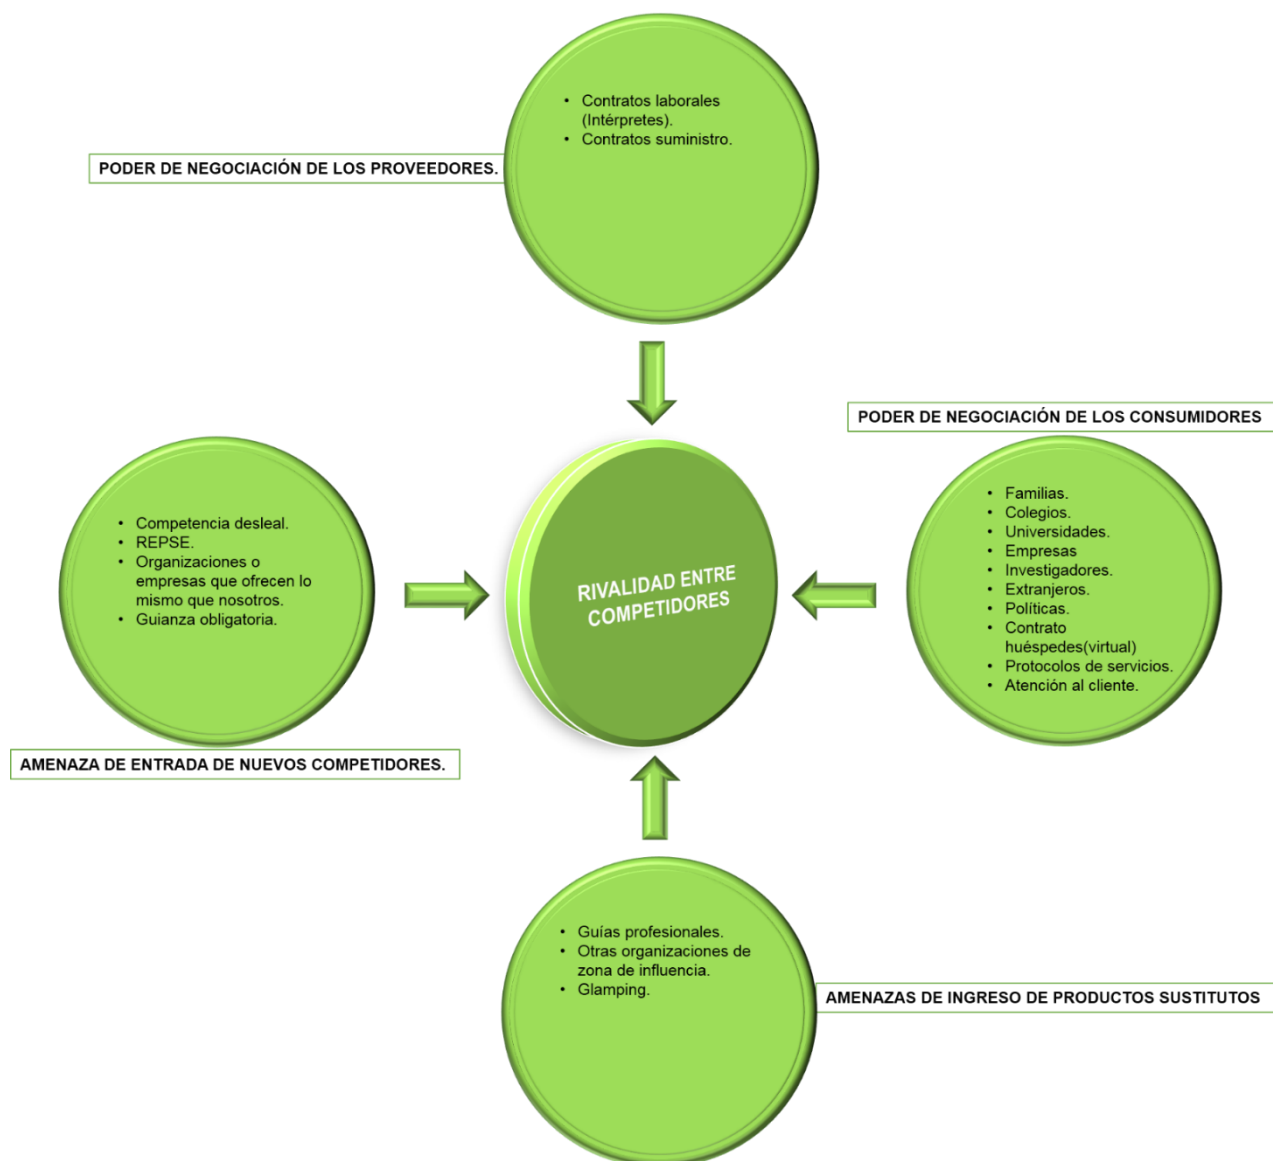 • Contratos laborales
(Intérpretes).
• Contratos suministro.
PODER DE NEGOCIACIÓN DE LOS PROVEEDORES.
PODER DE NEGOCIACIÓN DE LOS CONSUMIDORES
• Competencia desleal.
• REPSE.
• Organizaciones o
empresas que ofrecen lo
mismo que nosotros.
• Guianza obligatoria.
RIVALIDAD ENTRE
COMPETIDORES
• Familias.
• Colegios.
• Universidades.
• Empresas
• Investigadores.
• Extranjeros.
• Políticas.
• Contrato
huéspedes(virtual)
• Protocolos de servicios.
• Atención al cliente.
AMENAZA DE ENTRADA DE NUEVOS COMPETIDORES.
• Guías profesionales.
• Otras organizaciones de
zona de influencia.
• Glamping.
AMENAZAS DE INGRESO DE PRODUCTOS SUSTITUTOS